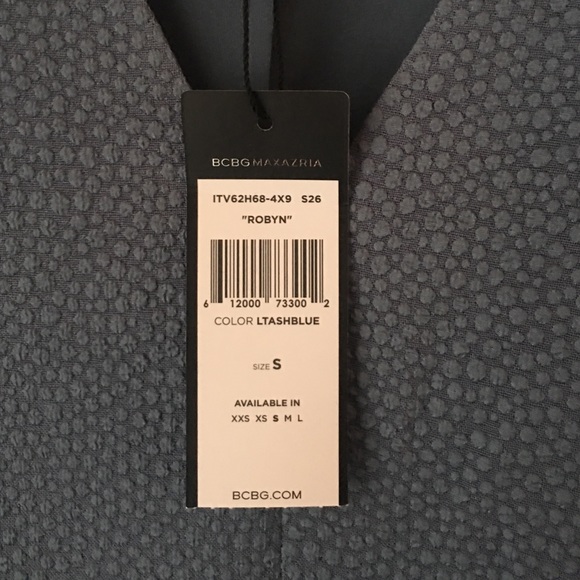 BCBGMAXAZRIA
ITV62H68-4X9 S26
"ROBYN"
6 12000 73300 2
COLOR LTASHBLUE
SIZE S
AVAILABLE IN
XXS XS S M L
BCBG.COM